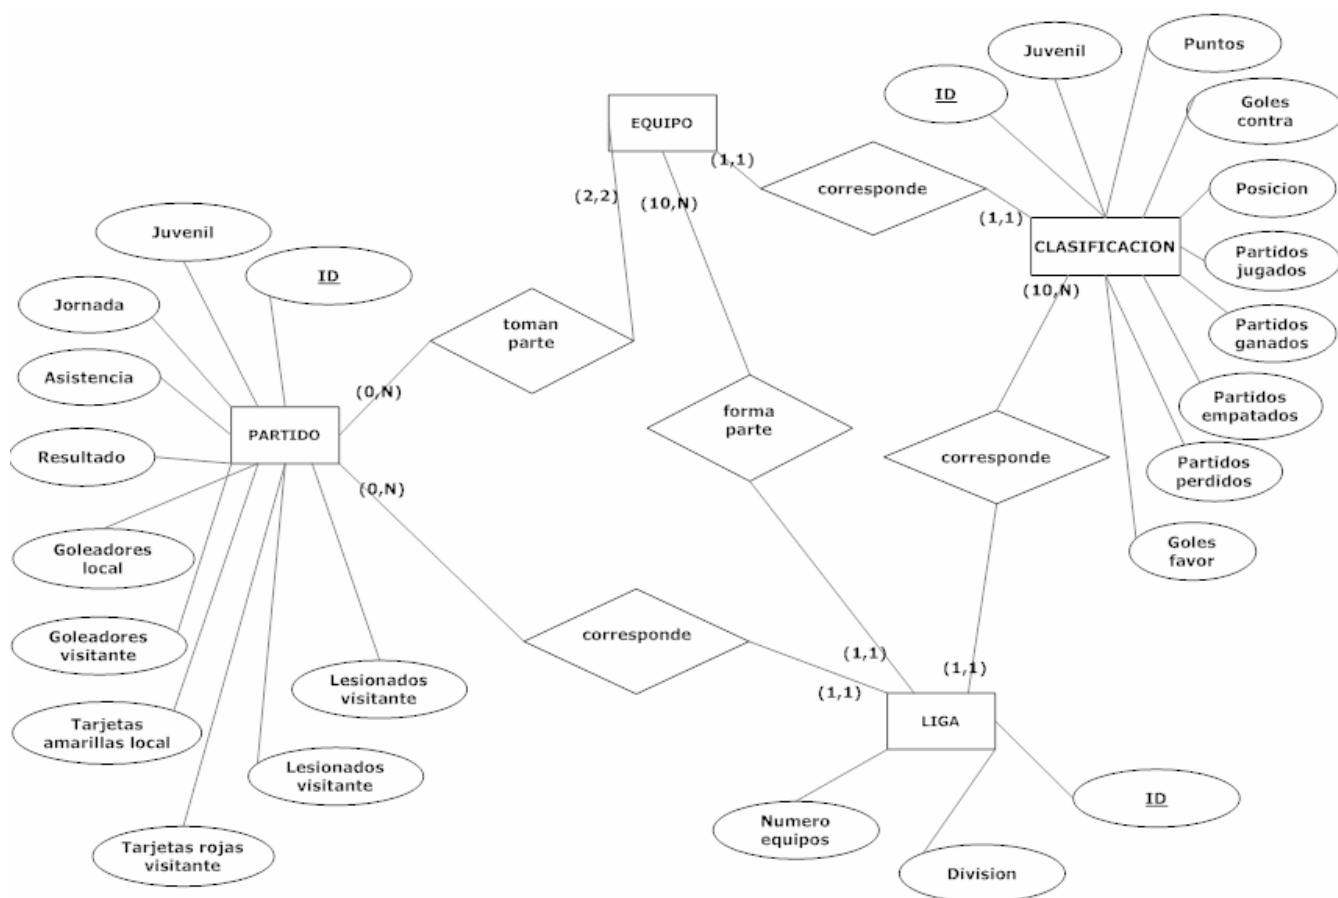 Juvenil
Puntos
ID
Goles
contra
EQUIPO
(1,1)
corresponde
Posicion
(2,2)
(10,N)
(1,1)
Juvenil
CLASIFICACION
Partidos
jugados
ID
(10,N)
Jornada
toman
parte
Partidos
ganados
Asistencia
(0,N)
Partidos
empatados
forma
parte
PARTIDO
Resultado
corresponde
Partidos
perdidos
(0,N)
Goleadores
local
Goles
favor
Goleadores
visitante
corresponde
(1,1)
(1,1)
(1,1)
Lesionados
visitante
Tarjetas
amarillas local
LIGA
Lesionados
visitante
ID
Numero
equipos
Tarjetas rojas
visitante
Division